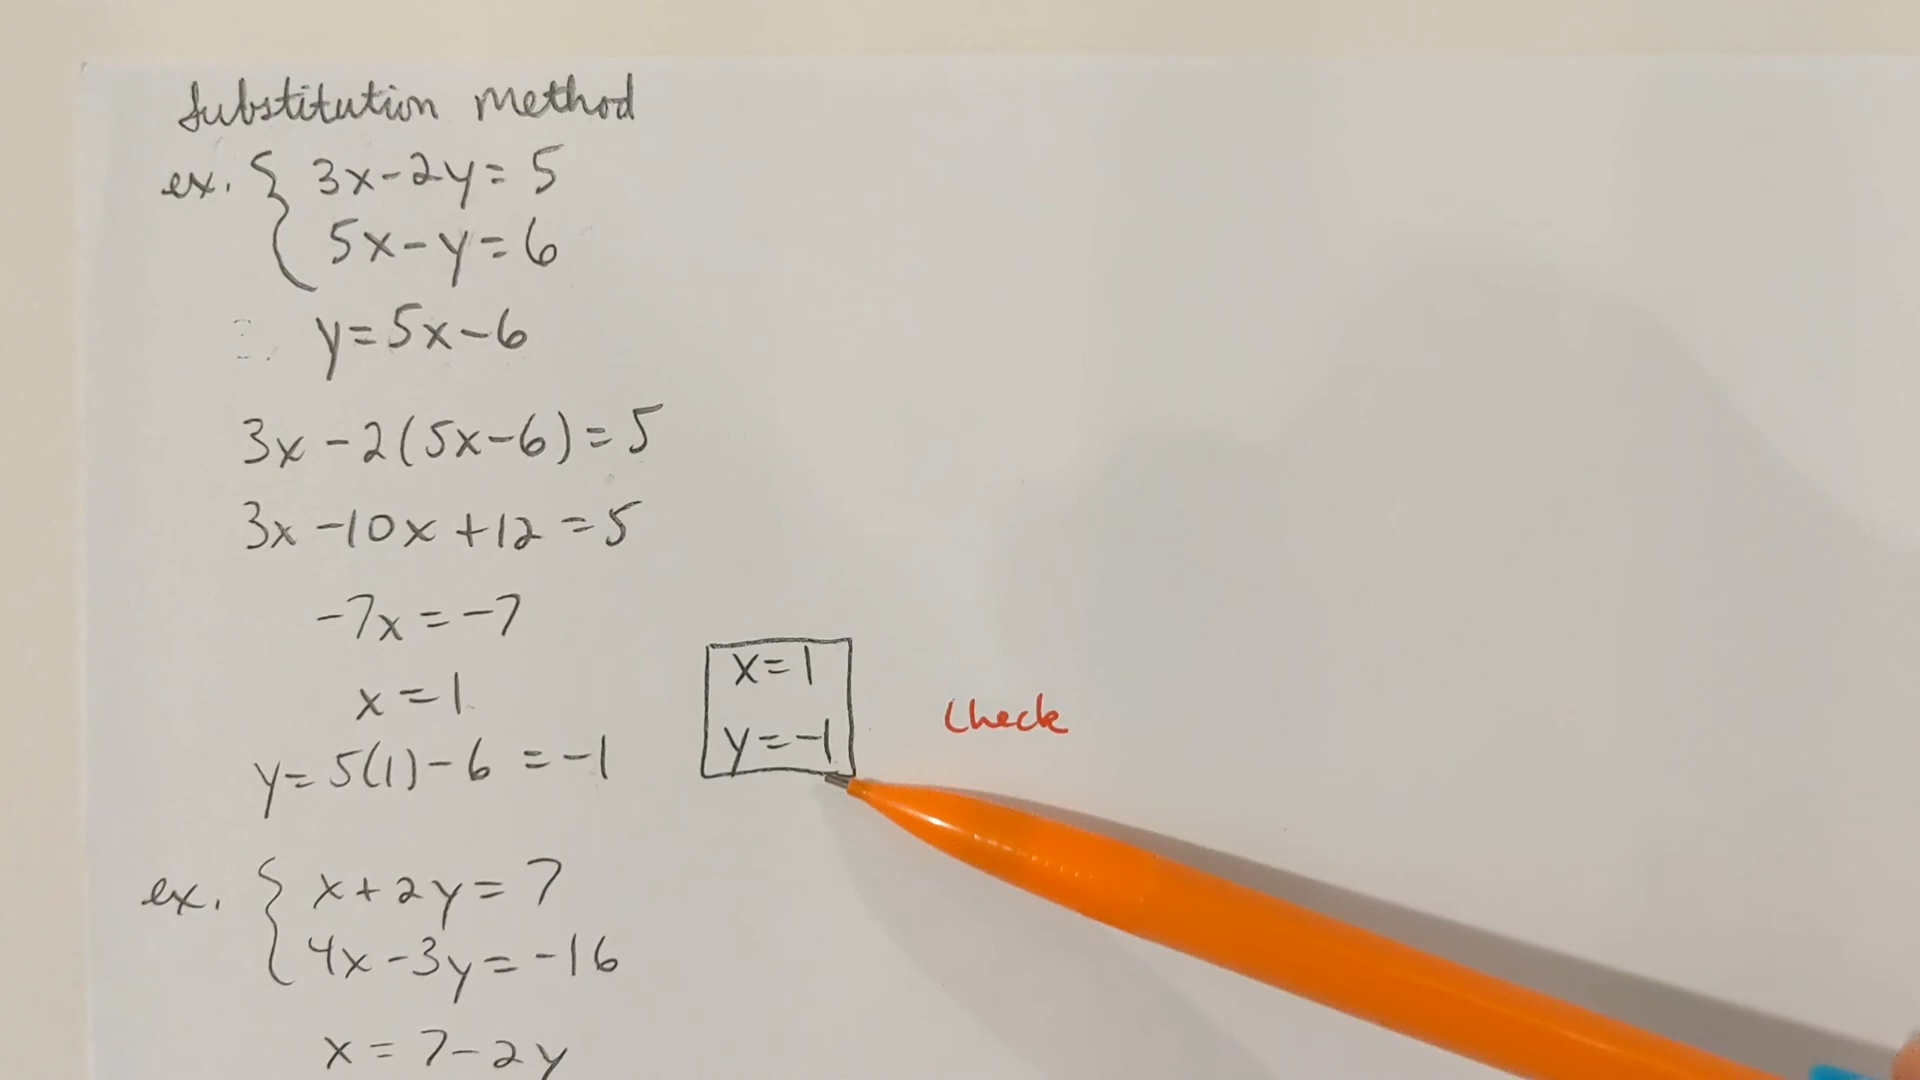 Substitution method
ex. { 3x-2y=5
5x-y=6
y=5x-6
3x-2(5x-6)=5
3x-10x+12=5
-7x=-7
x=1
y=5(1)-6=-1
x=1
y=-1
Check
ex. { x+2y=7
4x-3y=-16
x=7-2y